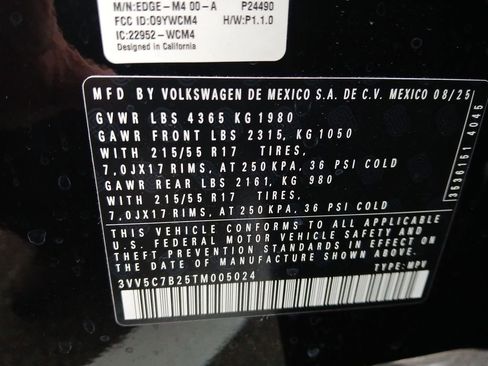 M/N:EDGE-M4 00-A P24490
FCC ID:O9YWCM4 H/W:P1.1.0
IC:22952-WCM4
Designed in California
MFD BY VOLKSWAGEN DE MEXICO S.A. DE C.V. MEXICO 08/25
GVWR LBS 4365 KG 1980
GAWR FRONT LBS 2315, KG 1050
WITH 215/55 R17 TIRES,
7,0JX17 RIMS, AT 250 KPA, 36 PSI COLD
GAWR REAR LBS 2161, KG 980
WITH 215/55 R17 TIRES,
7,0JX17 RIMS, AT 250 KPA, 36 PSI COLD
THIS VEHICLE CONFORMS TO ALL APPLICABLE
U.S. FEDERAL MOTOR VEHICLE SAFETY AND
THEFT PREVENTION STANDARDS IN EFFECT ON
THE DATE OF MANUFACTURE SHOWN ABOVE.
3VV5C7B25TM005024 TYPE: MPV
3536151 4045